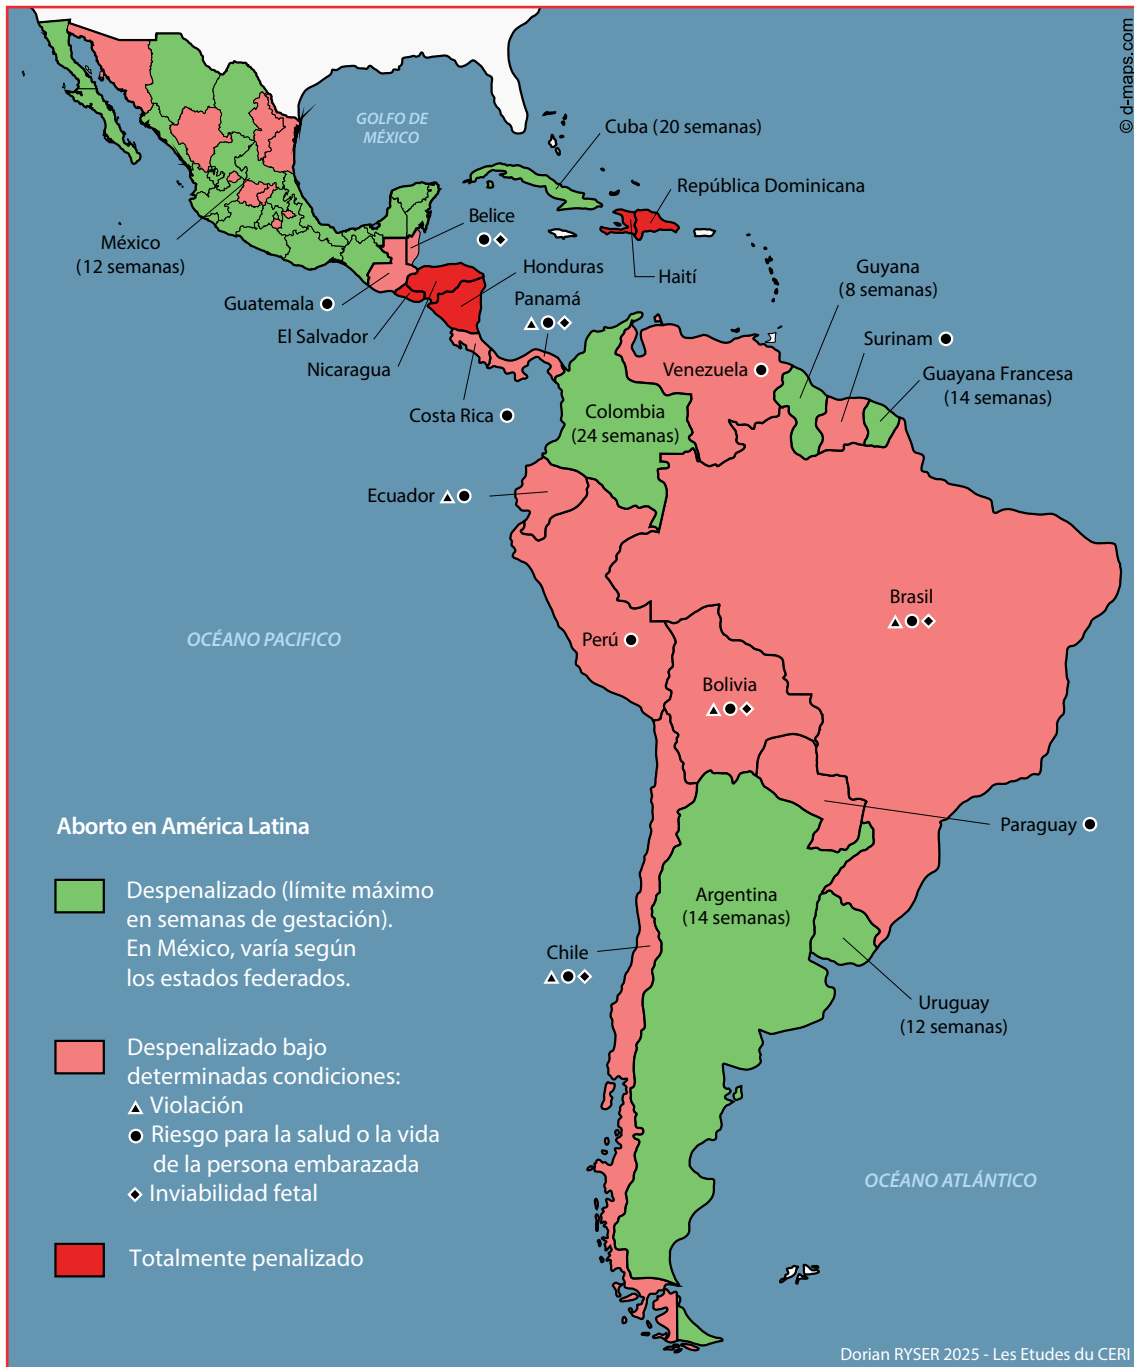 © d-maps.com
GOLFO DE
MÉXICO
Cuba (20 semanas)
República Dominicana
Belice
México
(12 semanas)
Honduras
Haití
Guyana
(8 semanas)
Guatemala
Panamá
El Salvador
Surinam
Nicaragua
Venezuela
Guayana Francesa
(14 semanas)
Costa Rica
Colombia
(24 semanas)
Ecuador
Brasil
OCÉANO PACIFICO
Perú
Bolivia
Paraguay
Argentina
(14 semanas)
Chile
Uruguay
(12 semanas)
Aborto en América Latina
Despenalizado (límite máximo
en semanas de gestación).
En México, varía según
los estados federados.
Despenalizado bajo
determinadas condiciones:
Violación
Riesgo para la salud o la vida
de la persona embarazada
Inviabilidad fetal
Totalmente penalizado
OCÉANO ATLÁNTICO
Dorian RYSER 2025 - Les Etudes du CERI